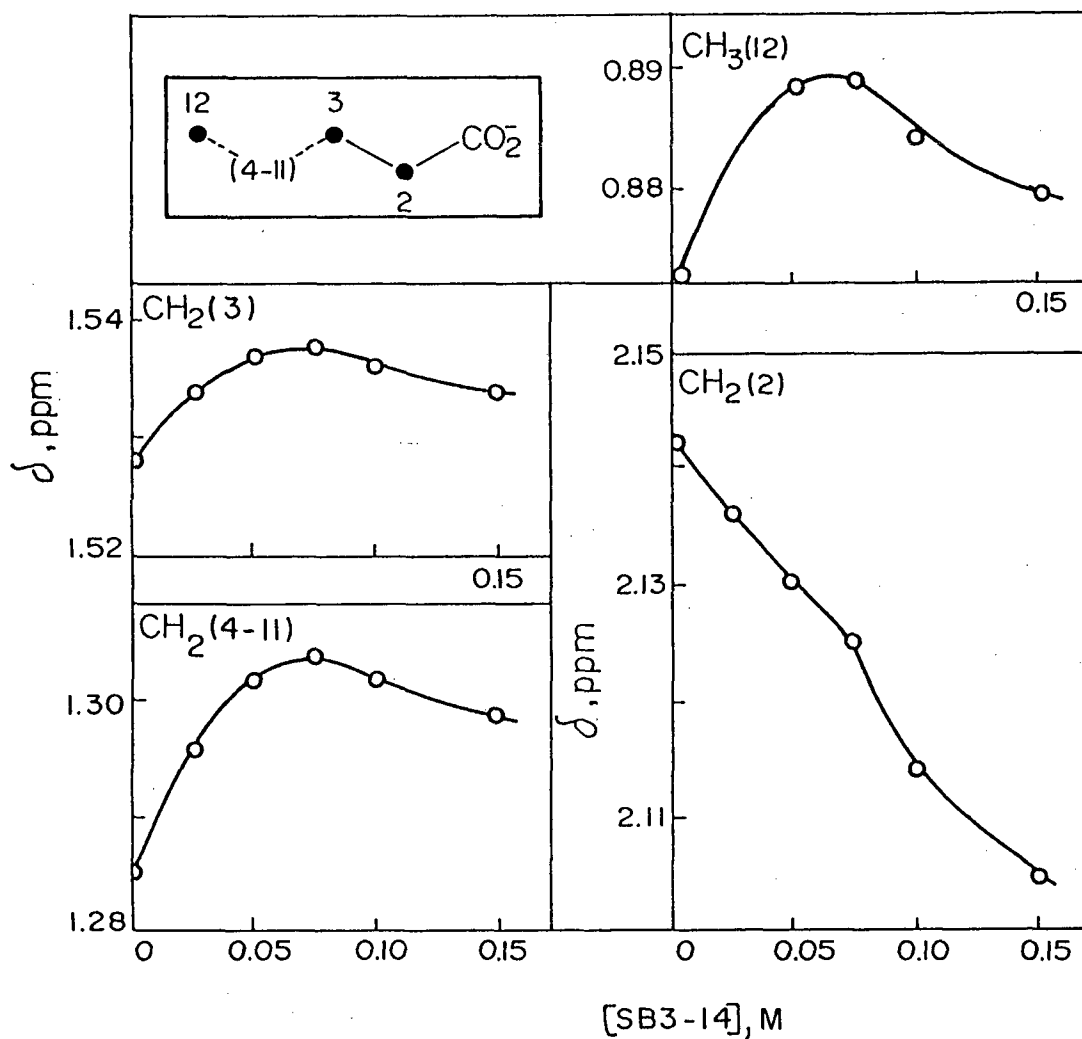 12
3
CO₂⁻
(4-11)
2
CH₃(12)
0.89
0.88
0.15
CH₂(3)
1.54
1.52
0.15
δ, ppm
CH₂(4-11)
1.30
1.28
0
0.05
0.10
0.15
CH₂(2)
2.15
2.13
2.11
δ, ppm
0
0.05
0.10
0.15
[SB3-14], M